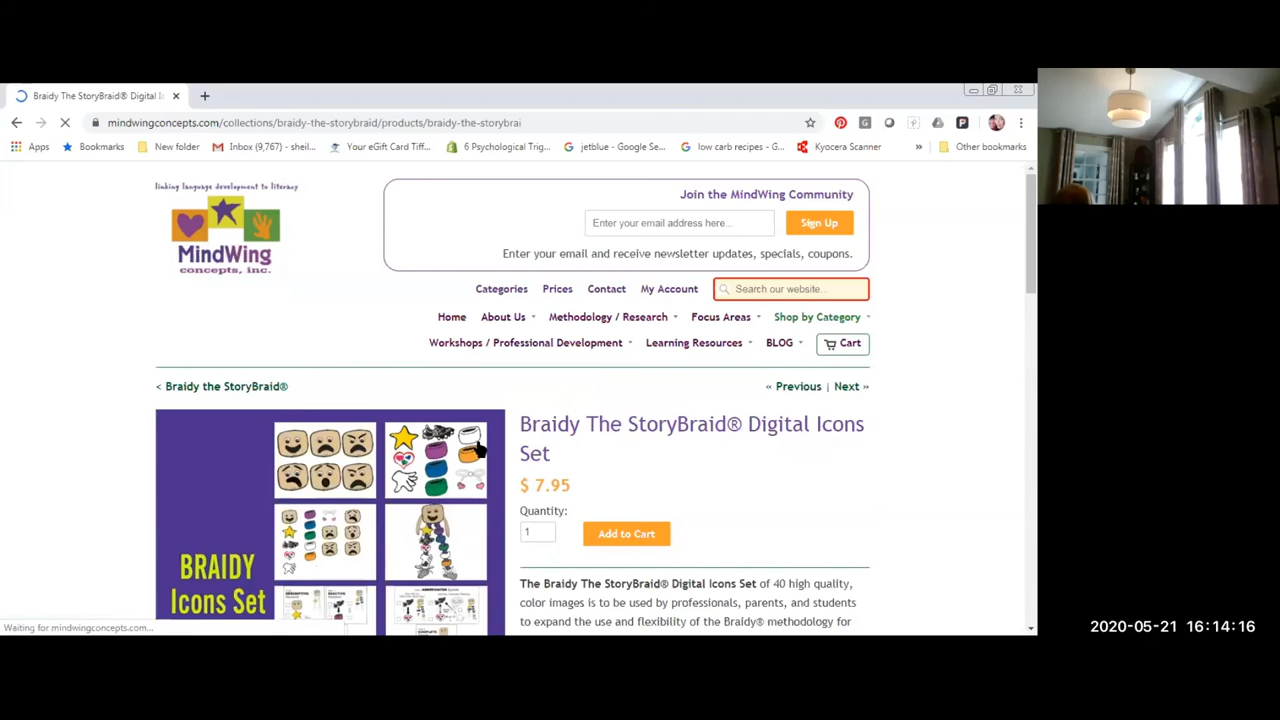 Braidy The StoryBraid® Digital Ic
mindwingconcepts.com/collections/braidy-the-storybraid/products/braidy-the-storybrai
Apps Bookmarks New folder Inbox (9,767) – sheil... Your eGift Card Tiff... 6 Psychological Trig... jetblue - Google Se... low carb recipes - G... Kyocera Scanner » Other bookmarks
linking language development to literacy
MindWing
concepts, inc.
Join the MindWing Community
Enter your email address here... Sign Up
Enter your email and receive newsletter updates, specials, coupons.
Categories Prices Contact My Account Search our website...
Home About Us Methodology / Research Focus Areas Shop by Category
Workshops / Professional Development Learning Resources BLOG Cart
< Braidy the StoryBraid® « Previous | Next »
BRAIDY
Icons Set
Braidy The StoryBraid® Digital Icons
Set
$ 7.95
Quantity:
1 Add to Cart
The Braidy The StoryBraid® Digital Icons Set of 40 high quality,
color images is to be used by professionals, parents, and students
to expand the use and flexibility of the Braidy® methodology for
Waiting for mindwingconcepts.com...
2020-05-21 16:14:16